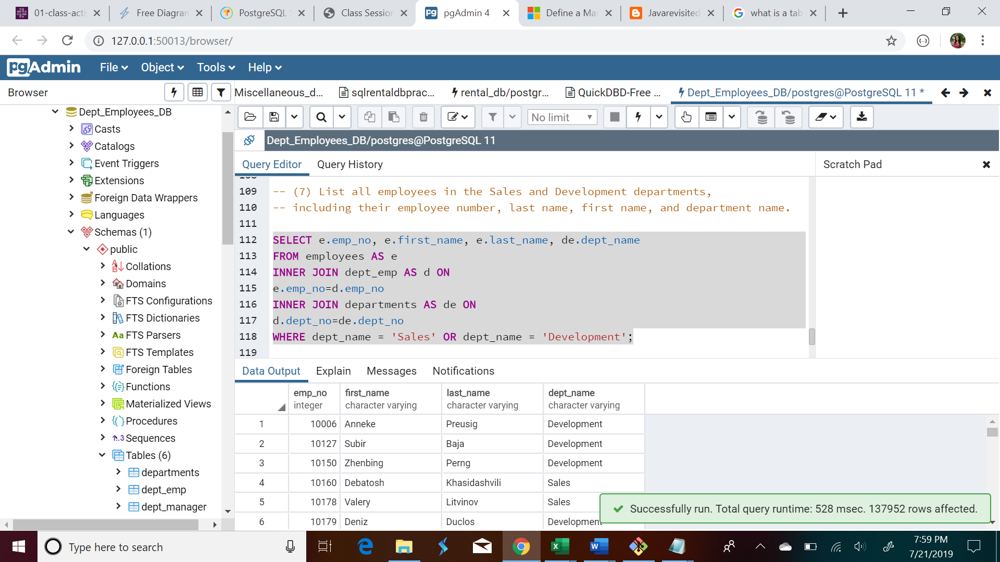 01-class-acti
Free Diagram
PostgreSQL S
Class Session
pgAdmin 4
Define a Ma
Javarevisited
what is a tab
127.0.0.1:50013/browser/
pgAdmin
File
Object
Tools
Help
Browser
Miscellaneous_d...
sqlrentaldbprac...
rental_db/postgr...
QuickDBD-Free ...
Dept_Employees_DB/postgres@PostgreSQL 11 *
No limit
Dept_Employees_DB/postgres@PostgreSQL 11
Dept_Employees_DB
Casts
Catalogs
Event Triggers
Extensions
Foreign Data Wrappers
Languages
Schemas (1)
public
Collations
Domains
FTS Configurations
FTS Dictionaries
Aa FTS Parsers
FTS Templates
Foreign Tables
Functions
Materialized Views
Procedures
1..3 Sequences
Tables (6)
departments
dept_emp
dept_manager
Query Editor
Query History
Scratch Pad
109 -- (7) List all employees in the Sales and Development departments,
110 -- including their employee number, last name, first name, and department name.
111
112 SELECT e.emp_no, e.first_name, e.last_name, de.dept_name
113 FROM employees AS e
114 INNER JOIN dept_emp AS d ON
115 e.emp_no=d.emp_no
116 INNER JOIN departments AS de ON
117 d.dept_no=de.dept_no
118 WHERE dept_name = 'Sales' OR dept_name = 'Development';
119
Data Output
Explain
Messages
Notifications
emp_no first_name last_name dept_name
integer character varying character varying character varying
1 10006 Anneke Preusig Development
2 10127 Subir Baja Development
3 10150 Zhenbing Perng Development
4 10160 Debatosh Khasidashvili Sales
5 10178 Valery Litvinov Sales
6 10179 Deniz Duclos Development
Successfully run. Total query runtime: 528 msec. 137952 rows affected.
Type here to search
7:59 PM
7/21/2019